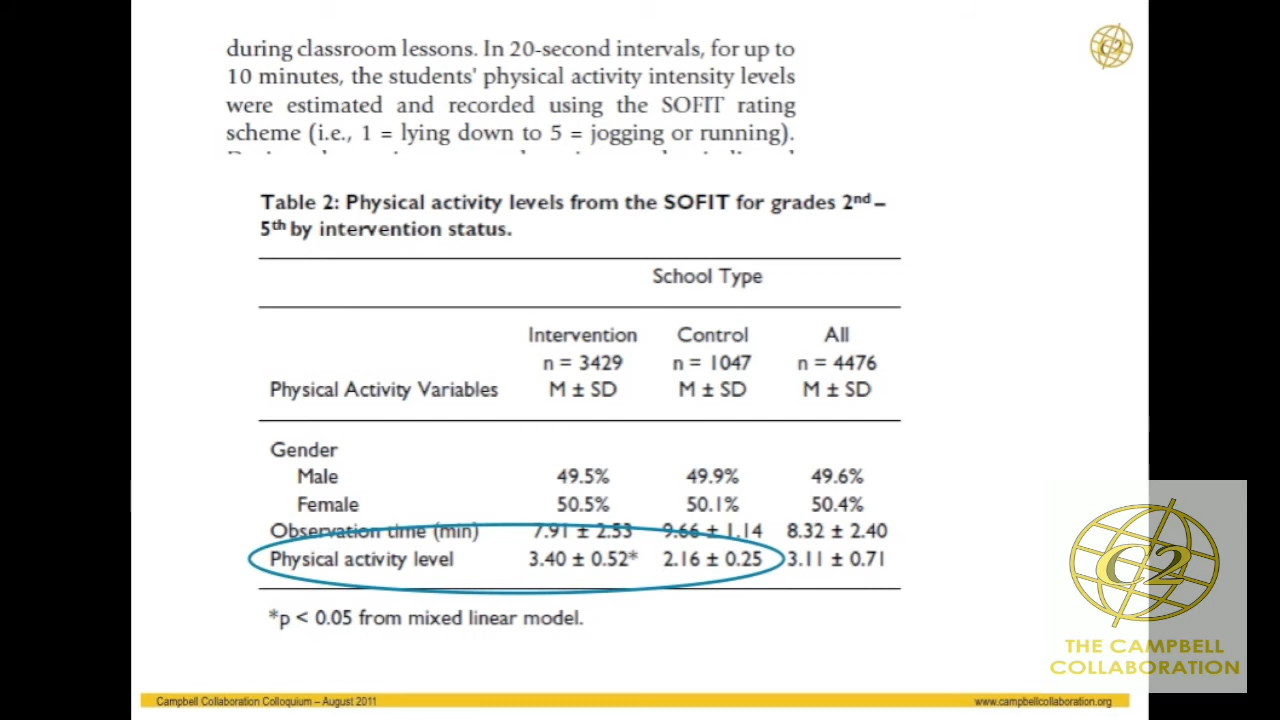 during classroom lessons. In 20-second intervals, for up to
10 minutes, the students' physical activity intensity levels
were estimated and recorded using the SOFIT rating
scheme (i.e., 1 = lying down to 5 = jogging or running).
Table 2: Physical activity levels from the SOFIT for grades 2nd –
5th by intervention status.
School Type
Intervention Control All
n = 3429 n = 1047 n = 4476
Physical Activity Variables M ± SD M ± SD M ± SD
Gender
Male 49.5% 49.9% 49.6%
Female 50.5% 50.1% 50.4%
Observation time (min) 7.91 ± 2.53 9.66 ± 1.14 8.32 ± 2.40
Physical activity level 3.40 ± 0.52* 2.16 ± 0.25 3.11 ± 0.71
*p < 0.05 from mixed linear model.
C2
THE CAMPBELL
COLLABORATION
Campbell Collaboration Colloquium – August 2011 www.campbellcollaboration.org